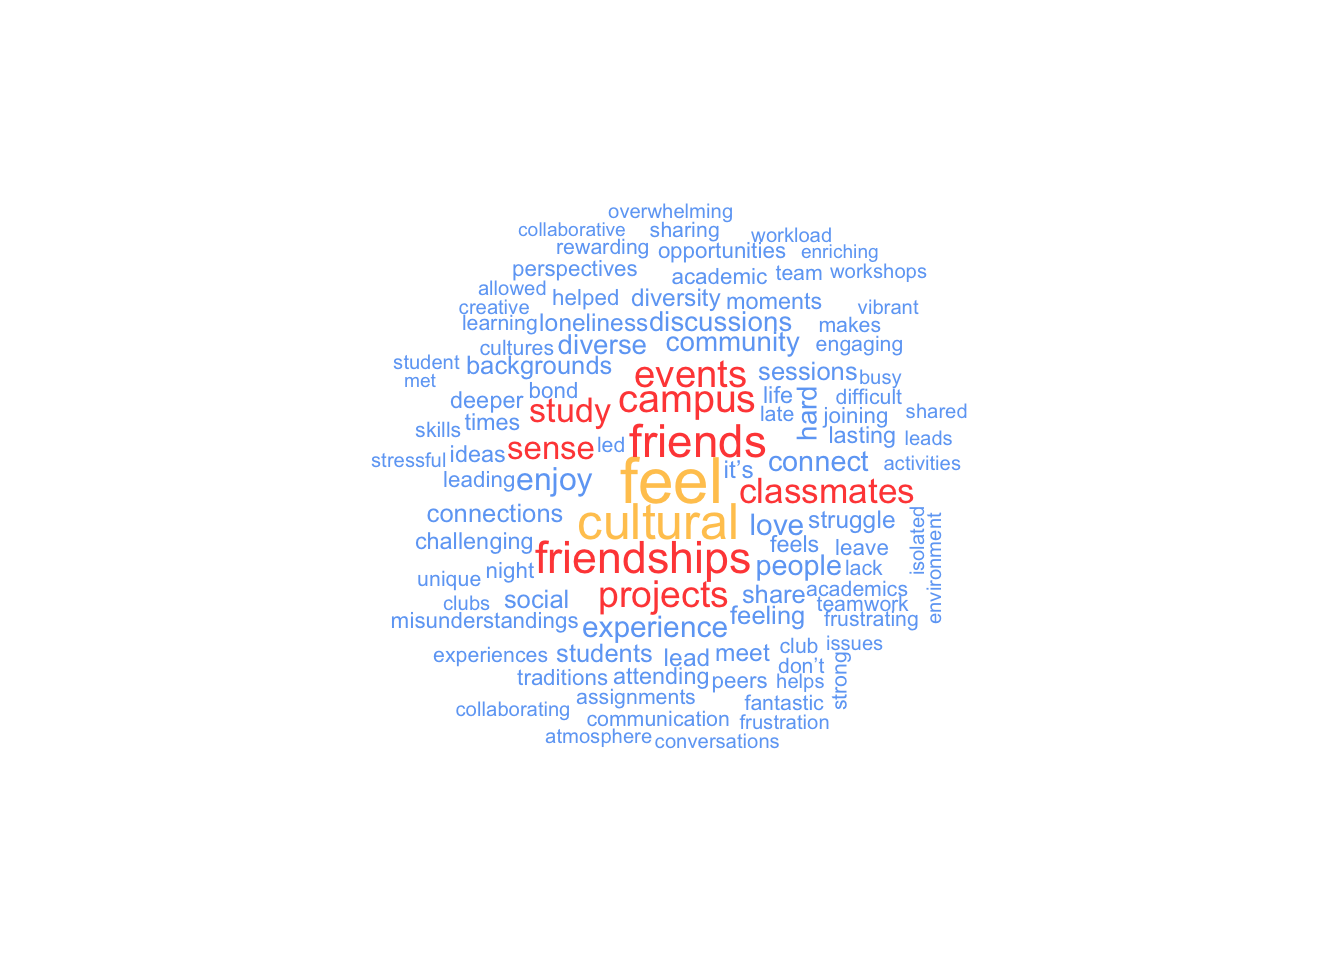 overwhelming
collaborative sharing workload
rewarding opportunities enriching
perspectives academic team workshops
allowed helped diversity moments
creative vibrant
learning loneliness discussions makes
cultures diverse community engaging
student backgrounds events sessions busy
met bond campus life hard difficult
deeper study late joining shared
skills times friends lasting leads
stressful ideas sense led connect activities
leading enjoy feel it’s classmates
connections cultural love struggle
challenging friendships feels leave isolated
unique night people lack environment
clubs social projects share academics
teamwork
misunderstandings experience feeling frustrating
experiences students lead meet club issues
don’t
traditions attending peers helps strong
collaborating assignments fantastic
communication frustration
atmosphere conversations